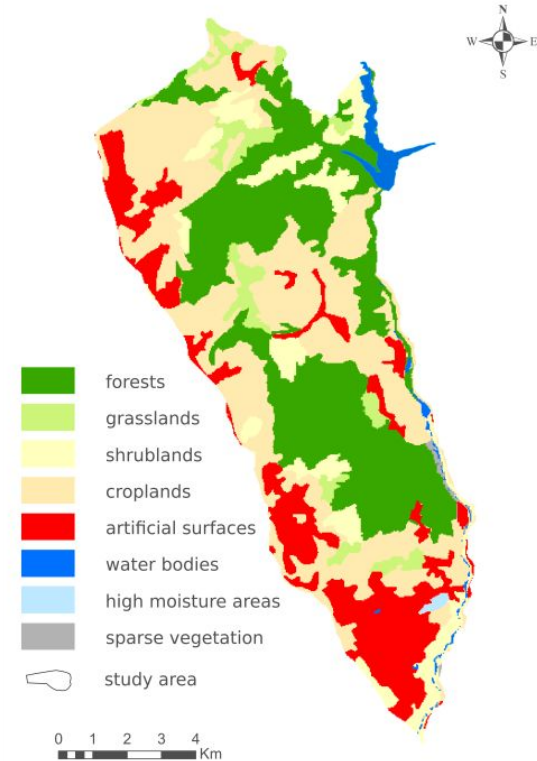 N
W E
S
forests
grasslands
shrublands
croplands
artificial surfaces
water bodies
high moisture areas
sparse vegetation
study area
0 1 2 3 4
Km